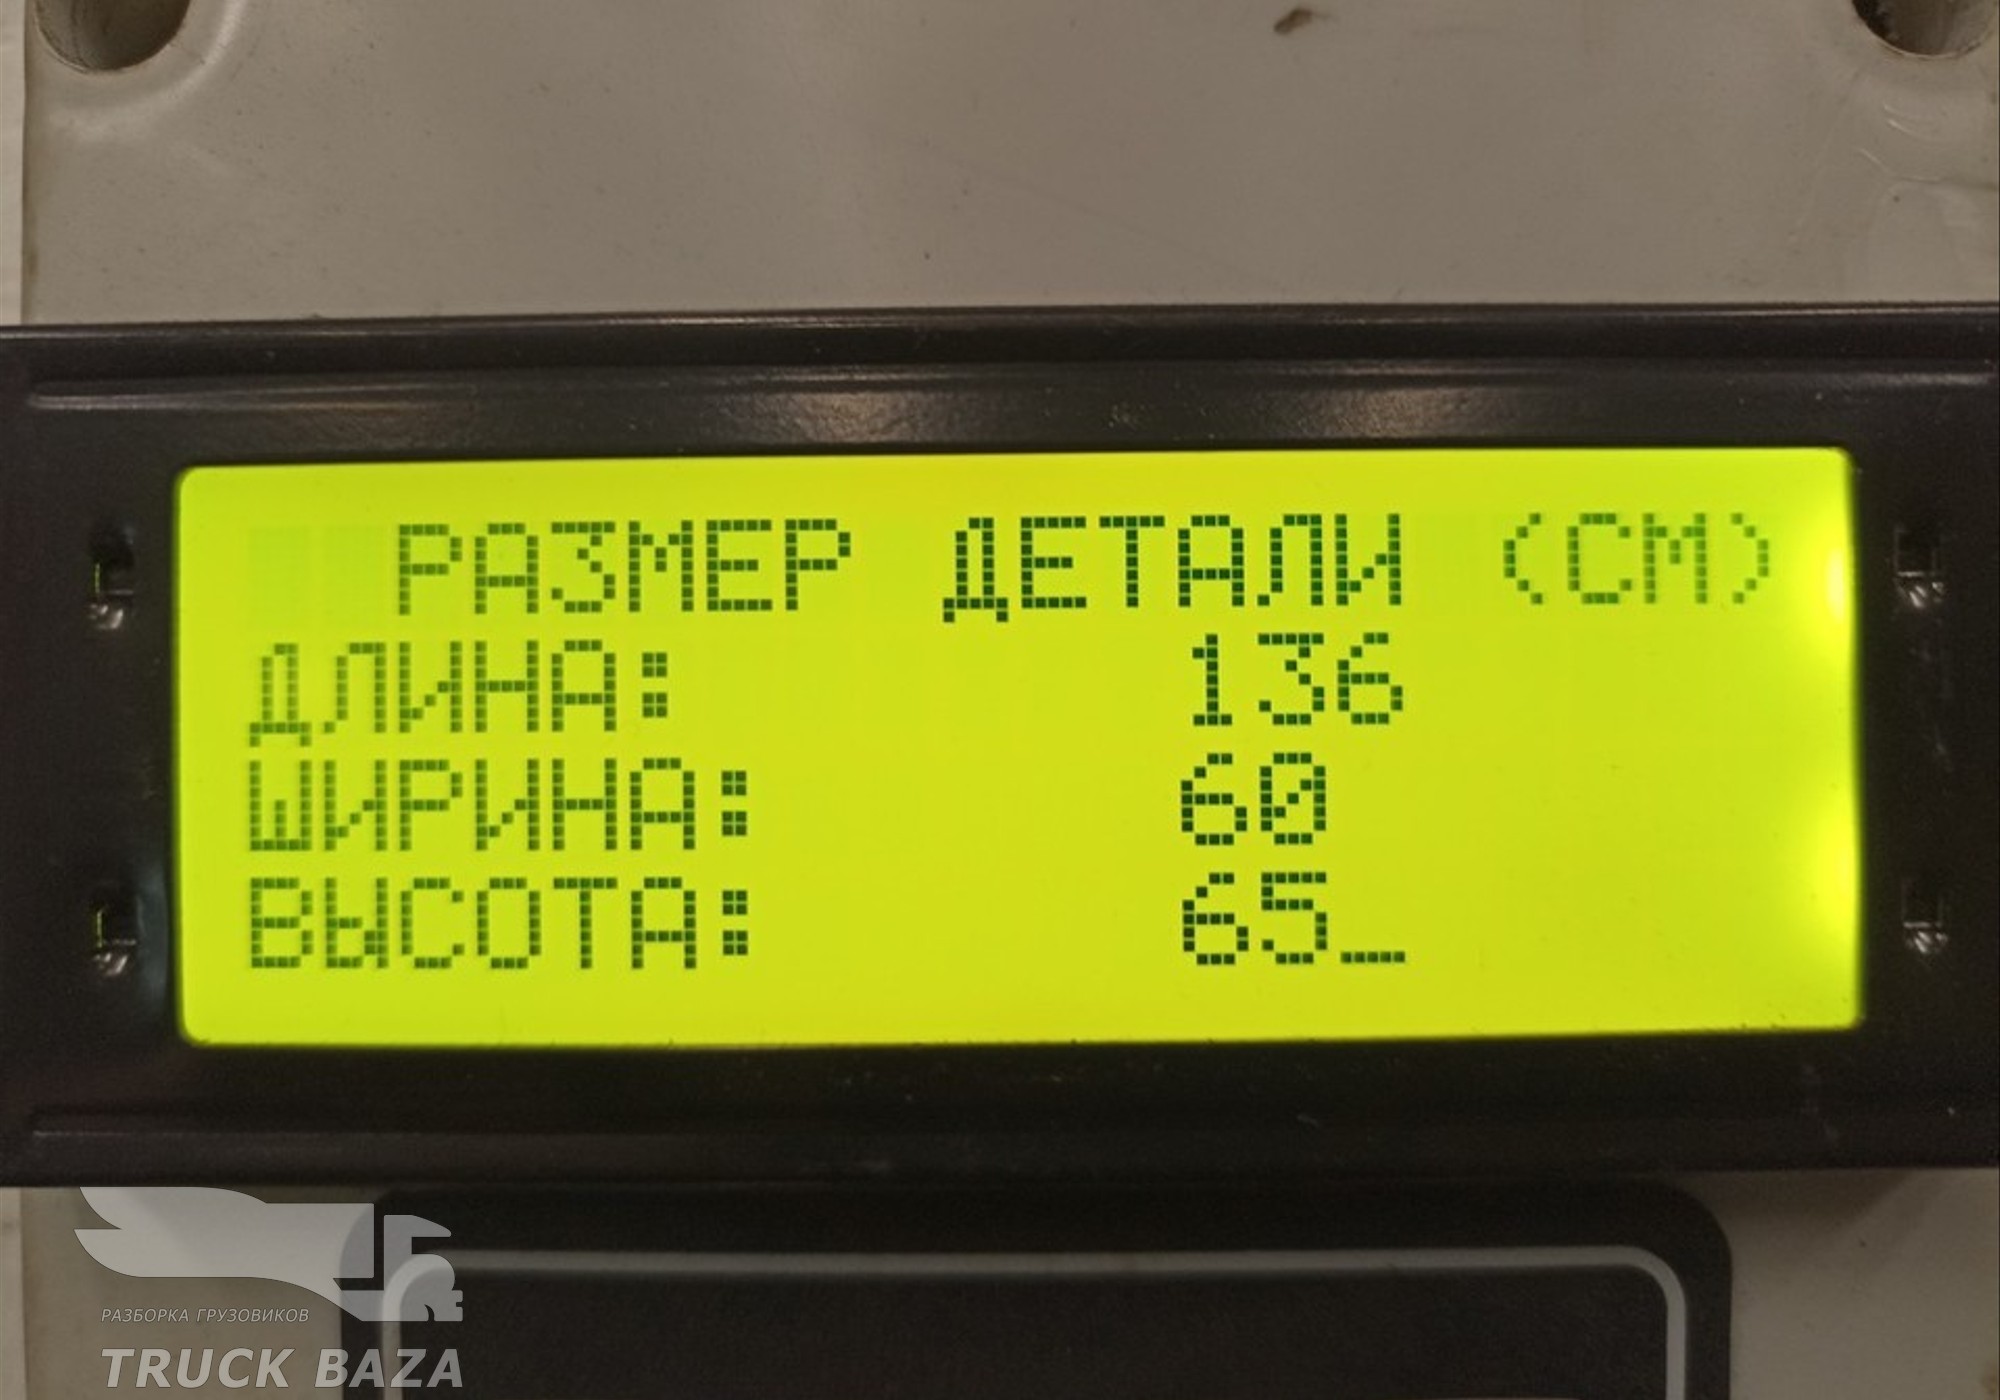 РАЗМЕР ДЕТАЛИ (СМ)
ДЛИНА: 136
ШИРИНА: 60
ВЫСОТА: 65_
РАЗБОРКА ГРУЗОВИКОВ
TRUCK BAZA